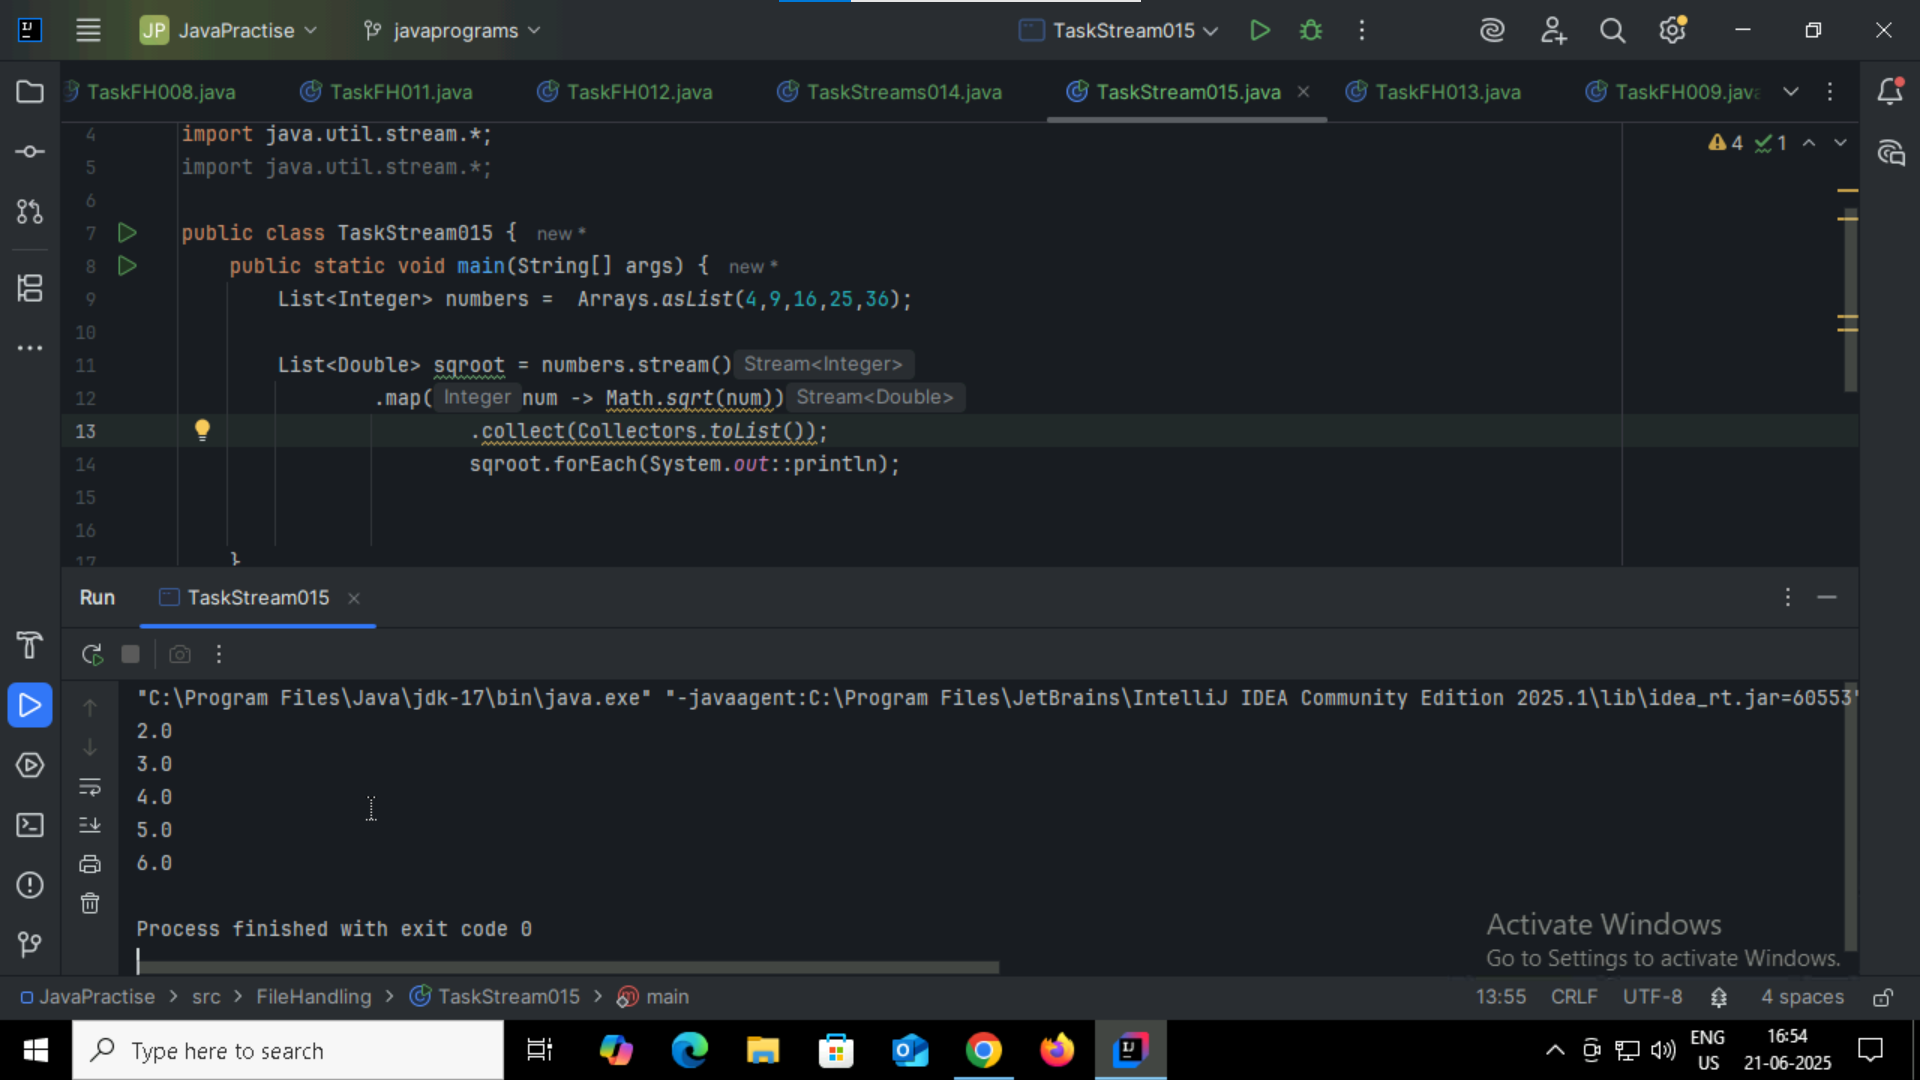 JP JavaPractise javaprograms TaskStream015
TaskFH008.java TaskFH011.java TaskFH012.java TaskStreams014.java TaskStream015.java TaskFH013.java TaskFH009.java
4 import java.util.stream.*; 4 1
5 import java.util.stream.*;
6
7 public class TaskStream015 { new *
8 public static void main(String[] args) { new *
9 List<Integer> numbers = Arrays.asList(4,9,16,25,36);
10
11 List<Double> sqroot = numbers.stream() Stream<Integer>
12 .map( Integer num -> Math.sqrt(num)) Stream<Double>
13 .collect(Collectors.toList());
14 sqroot.forEach(System.out::println);
15
16
17 }
Run TaskStream015
"C:\Program Files\Java\jdk-17\bin\java.exe" "-javaagent:C:\Program Files\JetBrains\IntelliJ IDEA Community Edition 2025.1\lib\idea_rt.jar=60553"
2.0
3.0
4.0
5.0
6.0
Process finished with exit code 0
Activate Windows
Go to Settings to activate Windows.
JavaPractise > src > FileHandling > TaskStream015 > main 13:55 CRLF UTF-8 4 spaces
Type here to search ENG 16:54
US 21-06-2025